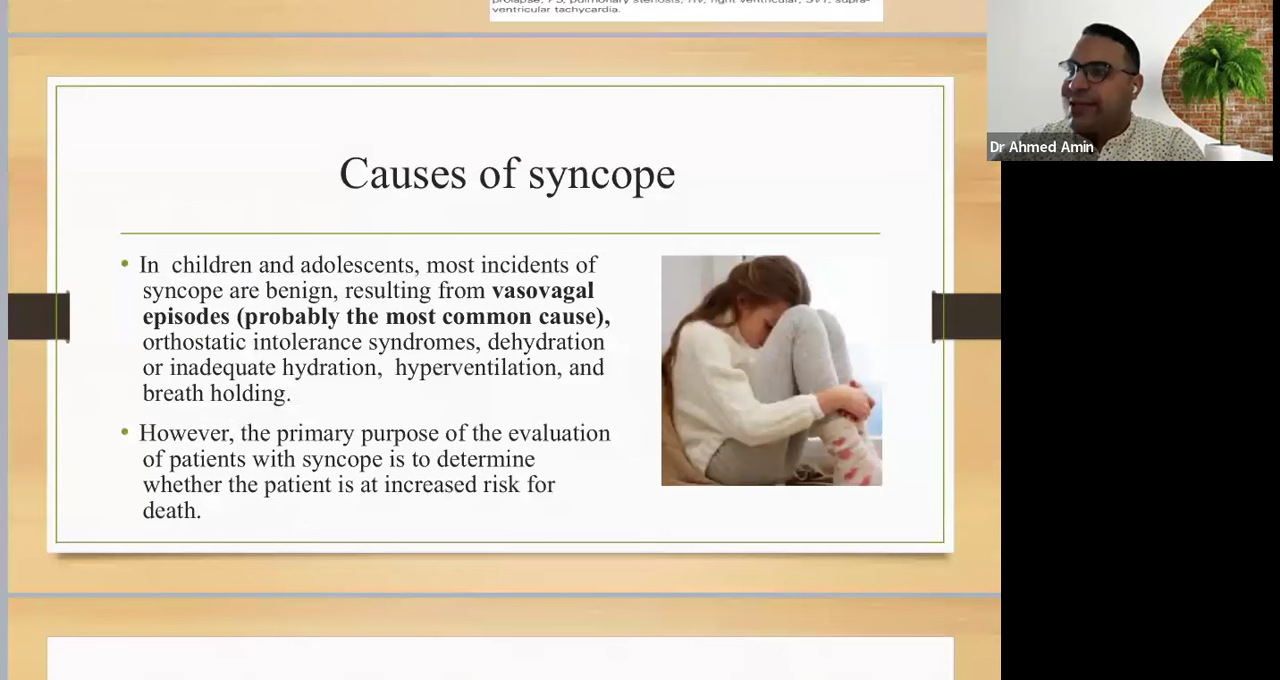 prolapse; PS, pulmonary stenosis; RV, right ventricular; SVT, supra-
ventricular tachycardia.
Dr Ahmed Amin
Causes of syncope
• In  children and adolescents, most incidents of
syncope are benign, resulting from vasovagal
episodes (probably the most common cause),
orthostatic intolerance syndromes, dehydration
or inadequate hydration,  hyperventilation, and
breath holding.
• However, the primary purpose of the evaluation
of patients with syncope is to determine
whether the patient is at increased risk for
death.